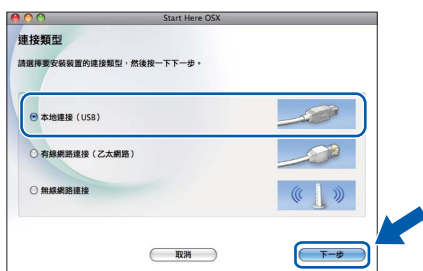 Start Here OSX
連接類型
請選擇要安裝裝置的連接類型，然後按一下下一步。
本地連接（USB）
有線網路連接（乙太網路）
無線網路連接
取消
下一步